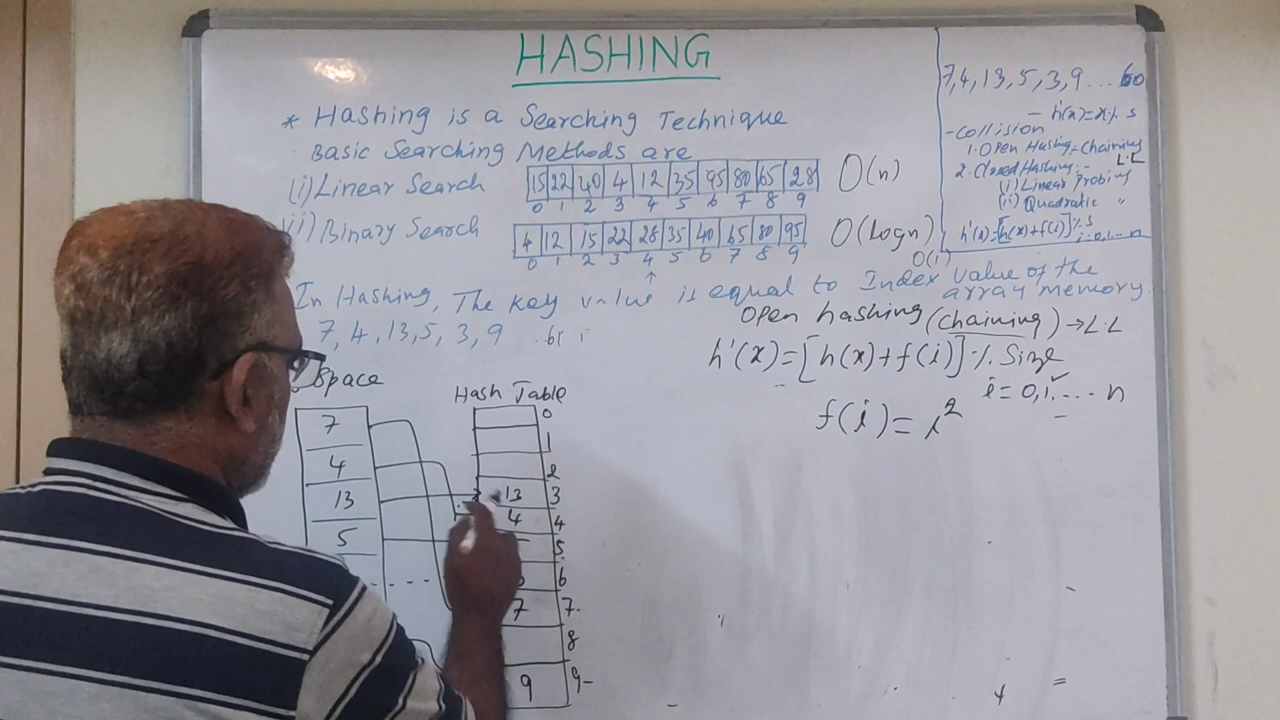 HASHING
* Hashing is a Searching Technique
Basic Searching Methods are
(i) Linear Search
15 22 40 4 12 35 95 80 65 28
O(n)
0 1 2 3 4 5 6 7 8 9
(ii) Binary Search
4 12 15 22 28 35 40 65 80 95
O(logn)
0 1 2 3 4 5 6 7 8 9
↑
O(1)
In Hashing, The key value is equal to Index value of the
array memory.
7, 4, 13, 5, 3, 9
7, 4, 13, 5, 3, 9 ... 60
- h(x)=x% s
- Collision
1. Open Hashing - Chaining
L.L
2. Closed Hashing :-
(i) Linear Probing
(ii) Quadratic "
h'(x)=[h(x)+f(i)]% s
i=0,1...n
Open hashing (chaining) → L.L
h'(x)=[h(x)+f(i)] % Size
i = 0,1.... n
f(i)= i²
Space
7
4
13
5
Hash Table
0
1
2
13 3
4 4
5
6
7 7
8
9 9